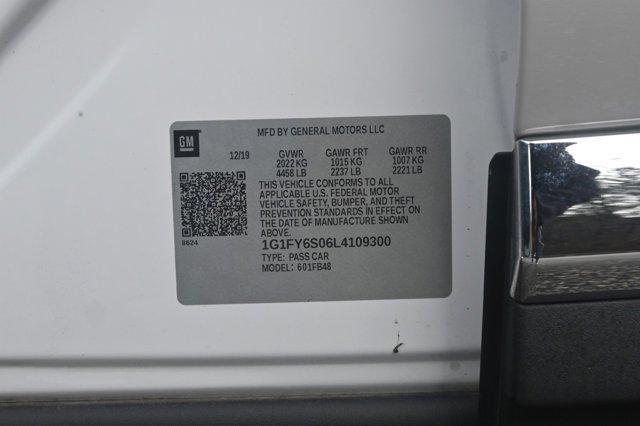 GM
MFD BY GENERAL MOTORS LLC
12/19 GVWR GAWR FRT GAWR RR
2022 KG 1015 KG 1007 KG
4458 LB 2237 LB 2221 LB
THIS VEHICLE CONFORMS TO ALL
APPLICABLE U.S. FEDERAL MOTOR
VEHICLE SAFETY, BUMPER, AND THEFT
PREVENTION STANDARDS IN EFFECT ON
THE DATE OF MANUFACTURE SHOWN
ABOVE.
8624
1G1FY6S06L4109300
TYPE: PASS CAR
MODEL: 601FB48